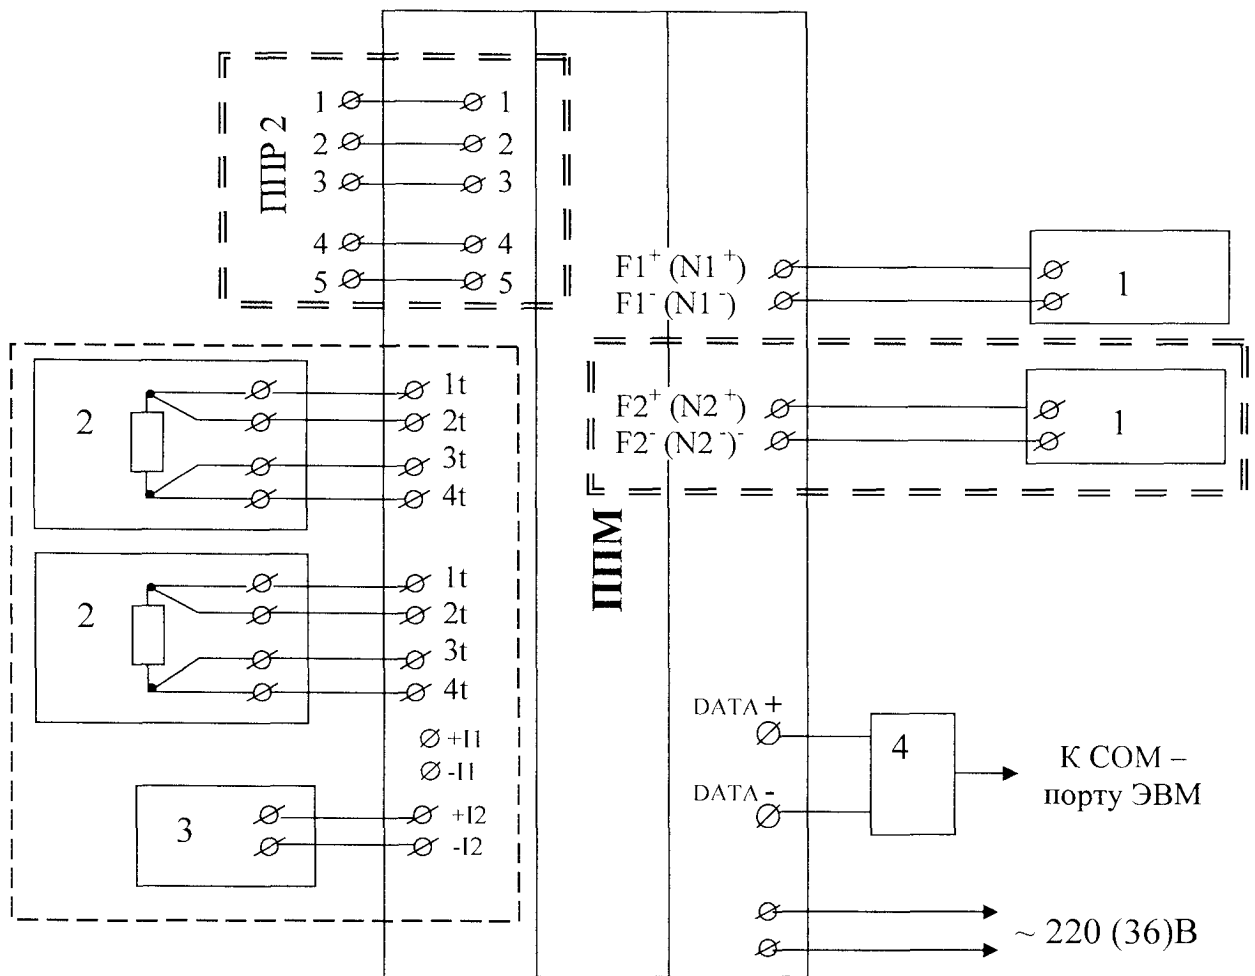 ППР 2
1 1
2 2
3 3
4 4
5 5
F1+ (N1+)
F1- (N1-)
1
F2+ (N2+)
F2- (N2-)-
1
ППМ
2
1t
2t
3t
4t
2
1t
2t
3t
4t
+I1
-I1
3
+I2
-I2
DATA +
DATA -
4
К COM –
порту ЭВМ
~ 220 (36)В